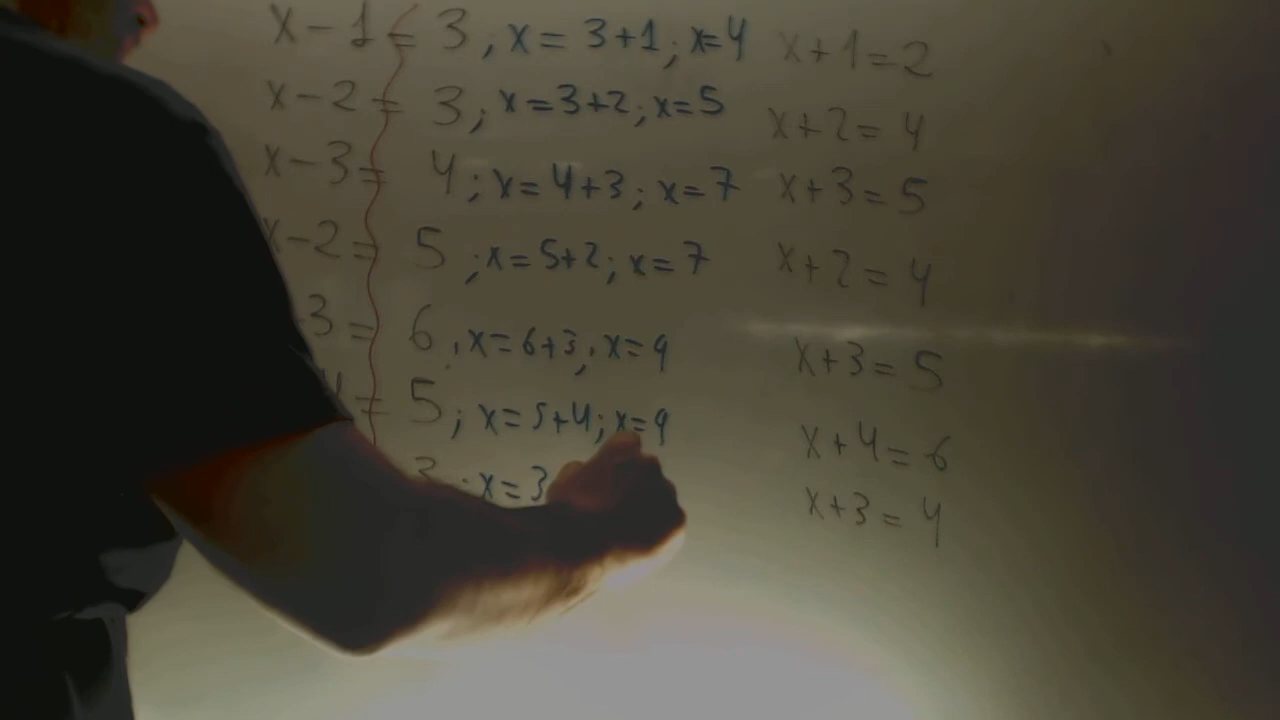 x-1=3, x=3+1; x=4
x-2=3; x=3+2; x=5
x-3=4; x=4+3; x=7
x-2=5; x=5+2; x=7
3=6, x=6+3, x=9
4=5; x=5+4; x=9
3; x=3
x+1=2
x+2=4
x+3=5
x+2=4
x+3=5
x+4=6
x+3=4